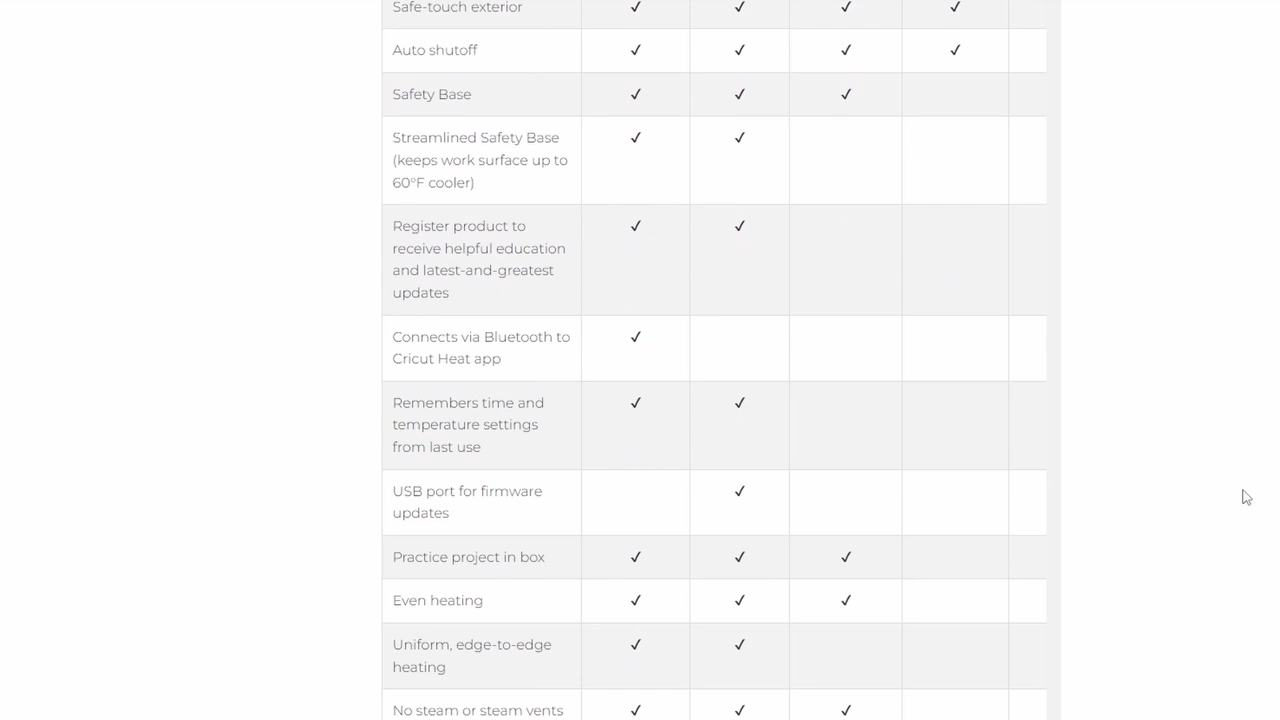 Safe-touch exterior ✓ ✓ ✓ ✓
Auto shutoff ✓ ✓ ✓ ✓
Safety Base ✓ ✓ ✓
Streamlined Safety Base ✓ ✓
(keeps work surface up to
60°F cooler)
Register product to ✓ ✓
receive helpful education
and latest-and-greatest
updates
Connects via Bluetooth to ✓
Cricut Heat app
Remembers time and ✓ ✓
temperature settings
from last use
USB port for firmware ✓
updates
Practice project in box ✓ ✓ ✓
Even heating ✓ ✓ ✓
Uniform, edge-to-edge ✓ ✓
heating
No steam or steam vents ✓ ✓ ✓